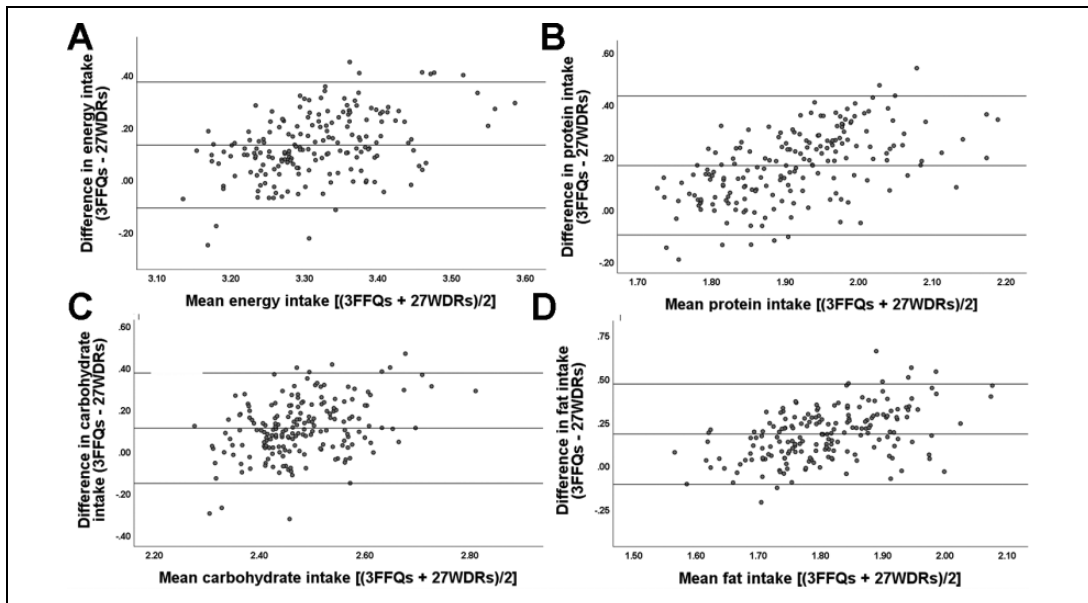 A
Difference in energy intake
(3FFQs - 27WDRs)
.40
.20
.00
-.20
3.10 3.20 3.30 3.40 3.50 3.60
Mean energy intake [(3FFQs + 27WDRs)/2]
B
Difference in protein intake
(3FFQs - 27WDRs)
.60
.40
.20
.00
-.20
1.70 1.80 1.90 2.00 2.10 2.20
Mean protein intake [(3FFQs + 27WDRs)/2]
C
Difference in carbohydrate
intake (3FFQs - 27WDRs)
.60
.40
.20
.00
-.20
-.40
2.20 2.40 2.60 2.80
Mean carbohydrate intake [(3FFQs + 27WDRs)/2]
D
Difference in fat intake
(3FFQs - 27WDRs)
.75
.50
.25
.00
-.25
1.50 1.60 1.70 1.80 1.90 2.00 2.10
Mean fat intake [(3FFQs + 27WDRs)/2]